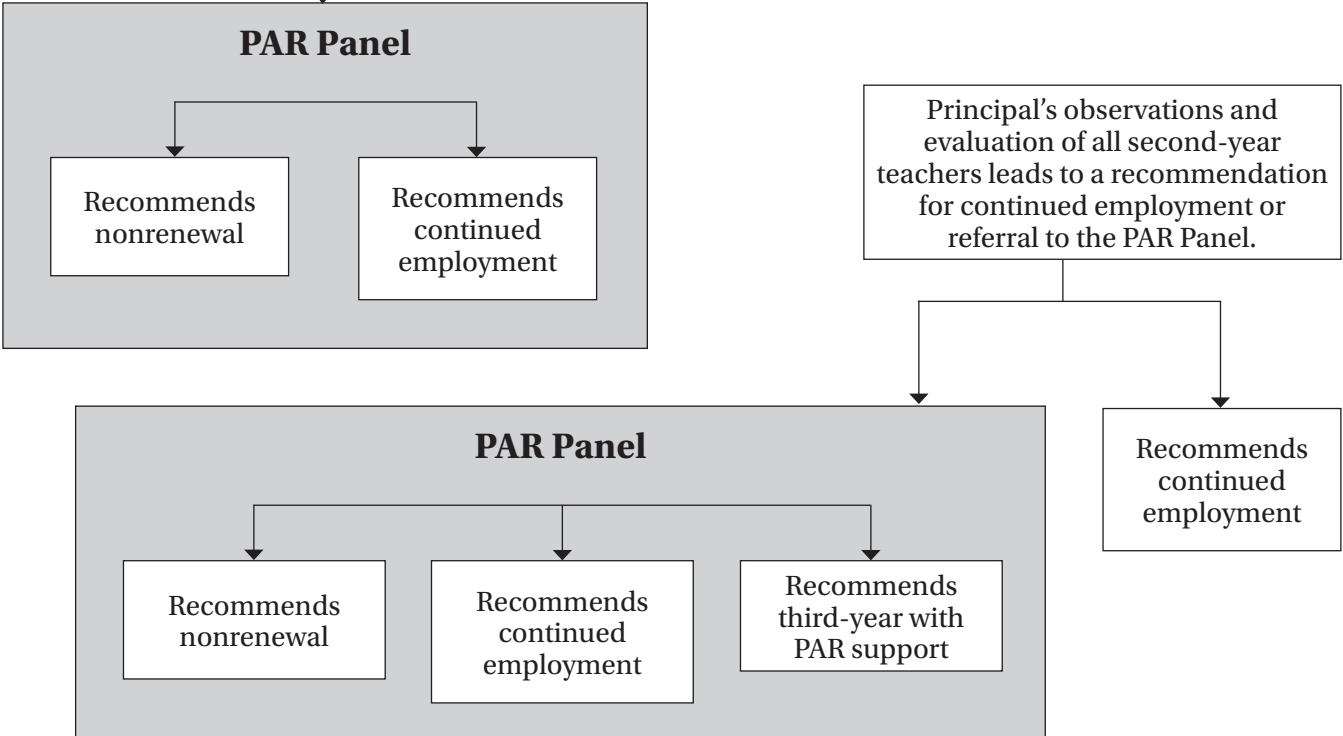 PAR Panel
Recommends
nonrenewal
Recommends
continued
employment
Principal’s observations and
evaluation of all second-year
teachers leads to a recommendation
for continued employment or
referral to the PAR Panel.
PAR Panel
Recommends
nonrenewal
Recommends
continued
employment
Recommends
third-year with
PAR support
Recommends
continued
employment